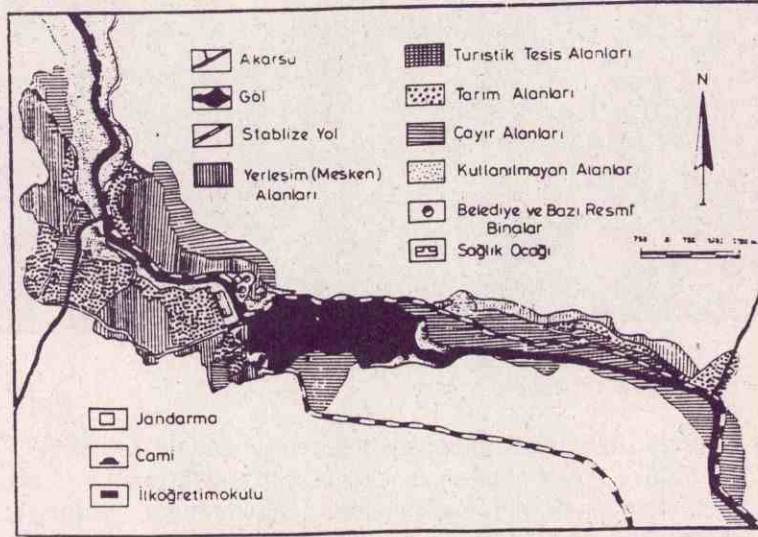 Akarsu
Göl
Stablize Yol
Yerleşim (Mesken)
Alanları
Turistik Tesis Alanları
Tarım Alanları
Çayır Alanları
Kullanılmayan Alanlar
Belediye ve Bazı Resmî
Binalar
Sağlık Ocağı
N
Jandarma
Cami
İlköğretimokulu